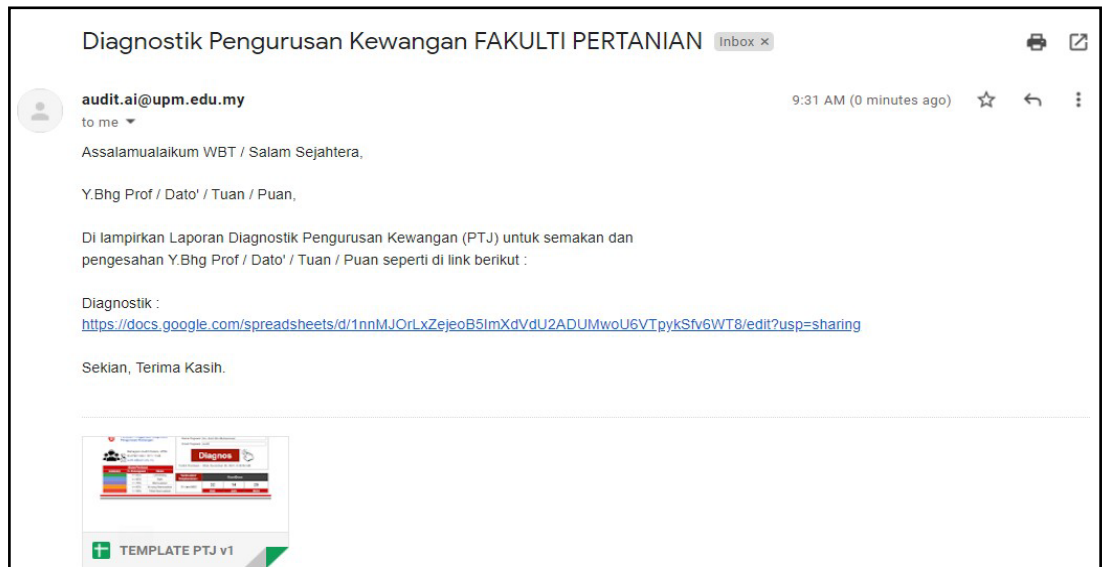 Diagnostik Pengurusan Kewangan FAKULTI PERTANIAN Inbox ×
audit.ai@upm.edu.my 9:31 AM (0 minutes ago)
to me
Assalamualaikum WBT / Salam Sejahtera,
Y.Bhg Prof / Dato' / Tuan / Puan,
Di lampirkan Laporan Diagnostik Pengurusan Kewangan (PTJ) untuk semakan dan
pengesahan Y.Bhg Prof / Dato' / Tuan / Puan seperti di link berikut :
Diagnostik :
https://docs.google.com/spreadsheets/d/1nnMJOrLxZejeoB5ImXdVdU2ADUMwoU6VTpykSfv6WT8/edit?usp=sharing
Sekian, Terima Kasih.
Diagnos
TEMPLATE PTJ v1